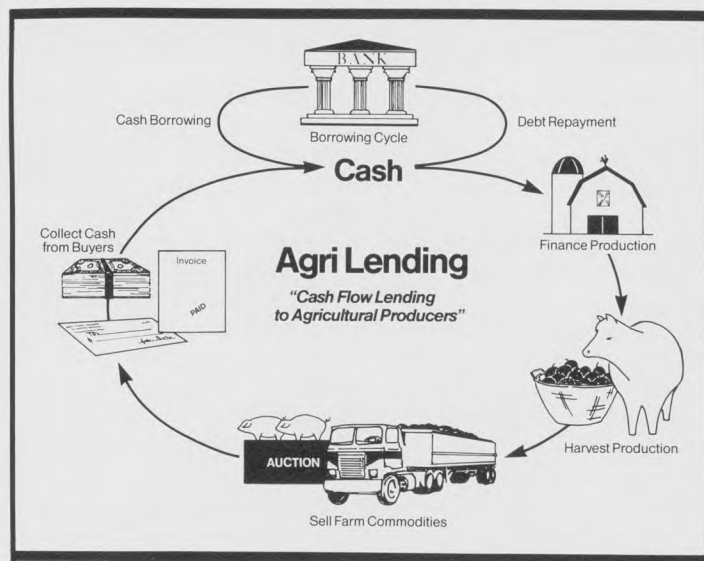 BANK
Cash Borrowing
Debt Repayment
Borrowing Cycle
Cash
Finance Production
Collect Cash
from Buyers
Invoice
PAID
Agri Lending
"Cash Flow Lending
to Agricultural Producers"
Harvest Production
AUCTION
Sell Farm Commodities